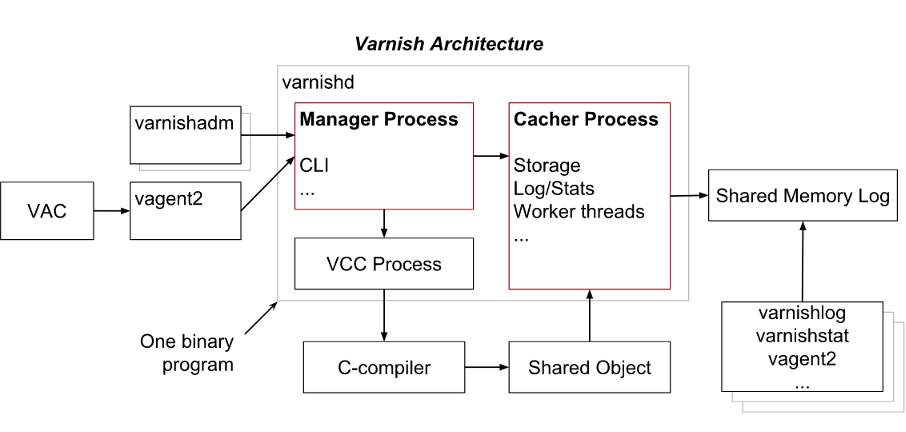 Varnish Architecture
varnishd
varnishadm
Manager Process
CLI
...
Cacher Process
Storage
Log/Stats
Worker threads
...
VAC
vagent2
Shared Memory Log
VCC Process
One binary
program
C-compiler
Shared Object
varnishlog
varnishstat
vagent2
...